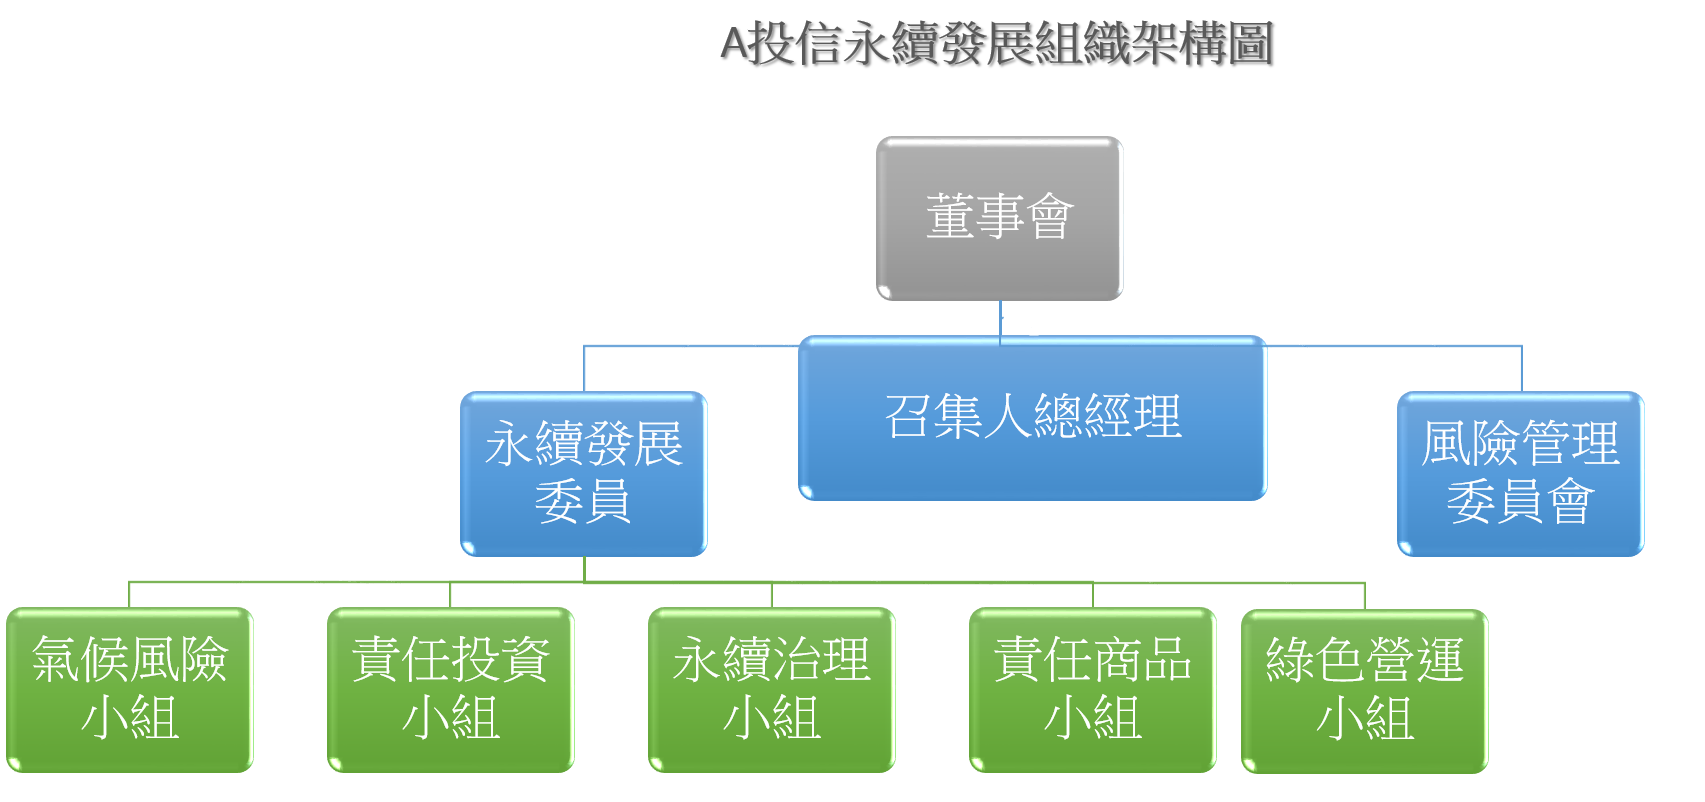 A投信永續發展組織架構圖
董事會
召集人總經理
永續發展
委員
風險管理
委員會
氣候風險
小組
責任投資
小組
永續治理
小組
責任商品
小組
綠色營運
小組